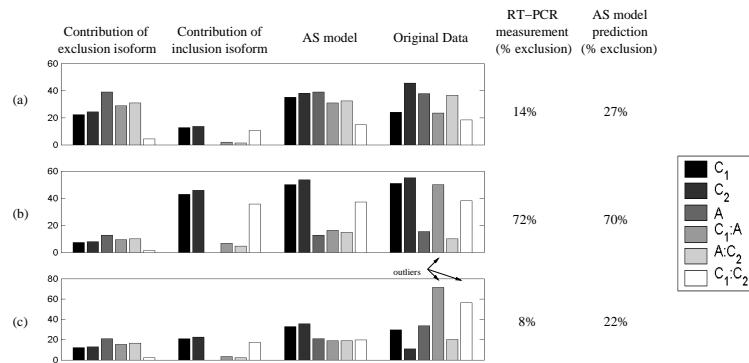 RT−PCR AS model
Contribution of Contribution of measurement prediction
exclusion isoform inclusion isoform AS model Original Data (% exclusion) (% exclusion)
60
40
(a) 14% 27%
20
0
60
40
(b) 72% 70%
20
0
outliers
80
60
(c) 40 8% 22%
20
0
C1
C2
A
C1:A
A:C2
C1:C2